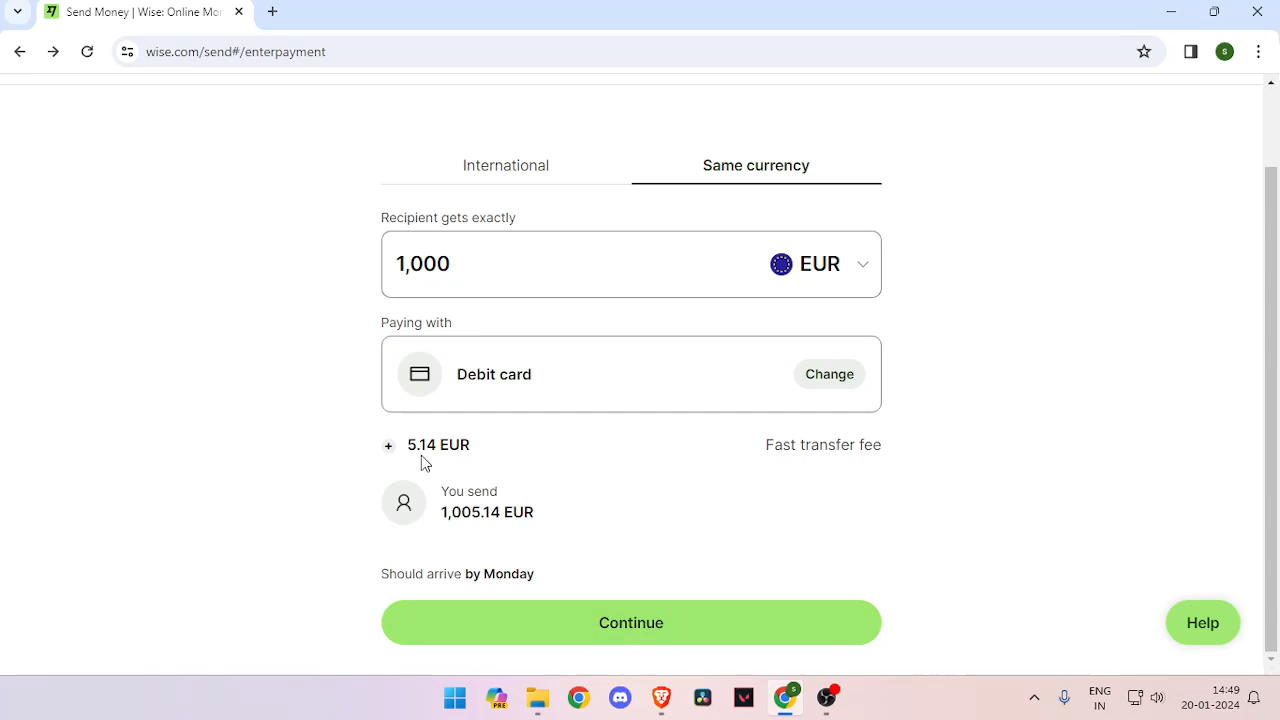 Send Money | Wise: Online Mon
wise.com/send#/enterpayment
S
International
Same currency
Recipient gets exactly
1,000
EUR
Paying with
Debit card
Change
+ 5.14 EUR
Fast transfer fee
You send
1,005.14 EUR
Should arrive by Monday
Continue
Help
PRE
S
ENG
IN
14:49
20-01-2024